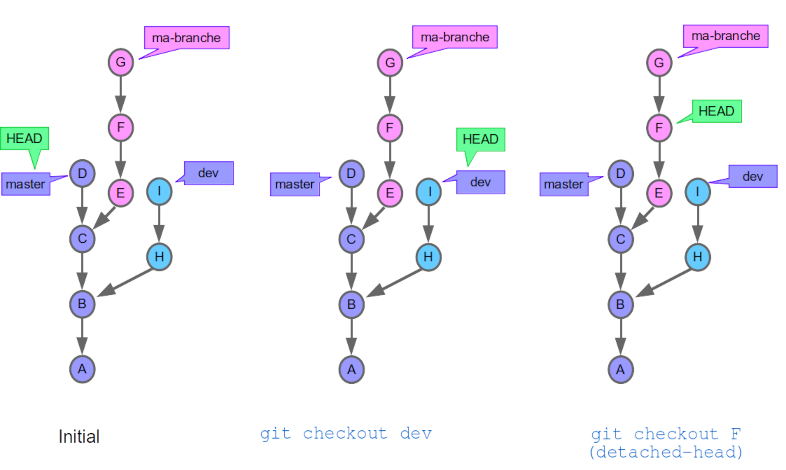 ma-branche
G
HEAD
F
D
master
E
I
dev
C
H
B
A
Initial
ma-branche
G
F
HEAD
D
master
E
I
dev
C
H
B
A
git checkout dev
ma-branche
G
HEAD
F
D
master
E
I
dev
C
H
B
A
git checkout F
(detached-head)